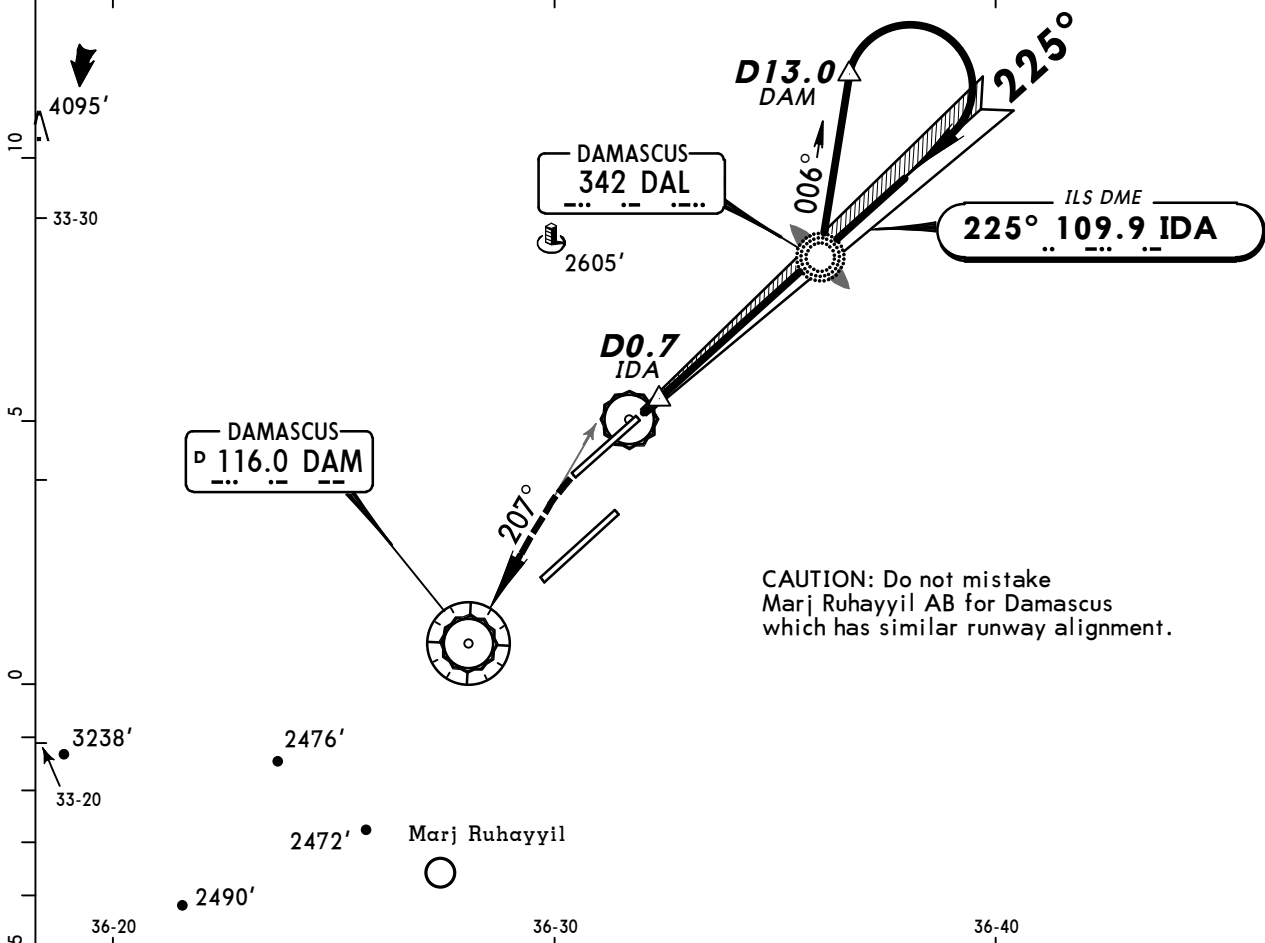 225°
D13.0
DAM
4095'
10
DAMASCUS
342 DAL
006°
33-30
ILS DME
225° 109.9 IDA
2605'
D0.7
IDA
5
DAMASCUS
D 116.0 DAM
207°
CAUTION: Do not mistake
Marj Ruhayyil AB for Damascus
which has similar runway alignment.
0
3238'
2476'
33-20
2472'
Marj Ruhayyil
2490'
36-20
36-30
36-40
5